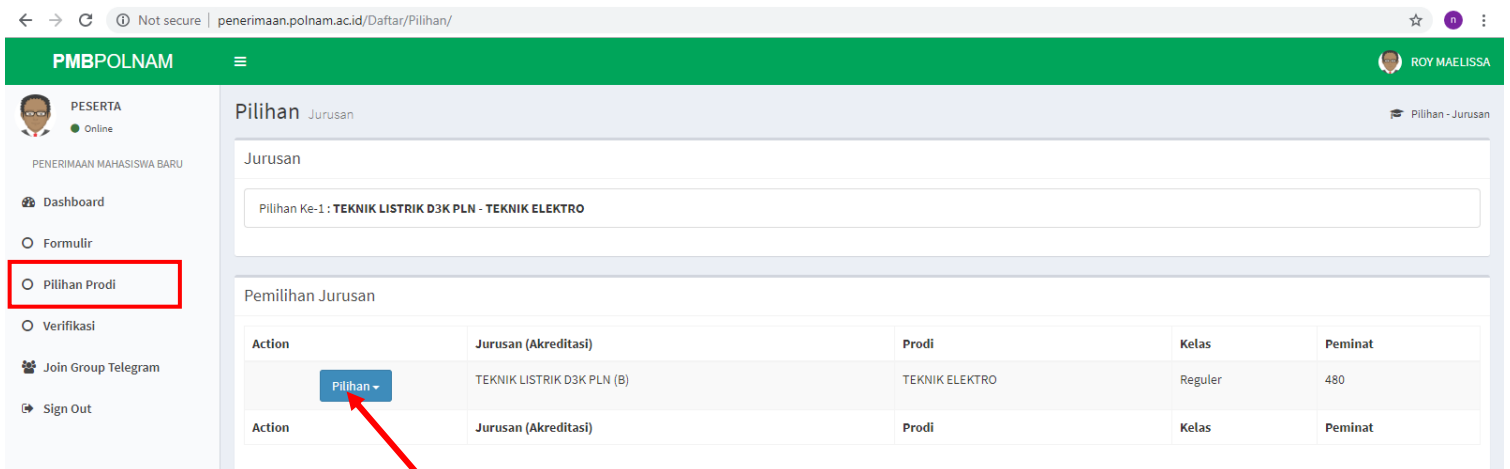 Not secure | penerimaan.polnam.ac.id/Daftar/Pilihan/
n
PMBPOLNAM
ROY MAELISSA
PESERTA
Online
PENERIMAAN MAHASISWA BARU
Dashboard
Formulir
Pilihan Prodi
Verifikasi
Join Group Telegram
Sign Out
Pilihan Jurusan
Pilihan - Jurusan
Jurusan
Pilihan Ke-1 : TEKNIK LISTRIK D3K PLN - TEKNIK ELEKTRO
Pemilihan Jurusan
Action Jurusan (Akreditasi) Prodi Kelas Peminat
Pilihan TEKNIK LISTRIK D3K PLN (B) TEKNIK ELEKTRO Reguler 480
Action Jurusan (Akreditasi) Prodi Kelas Peminat